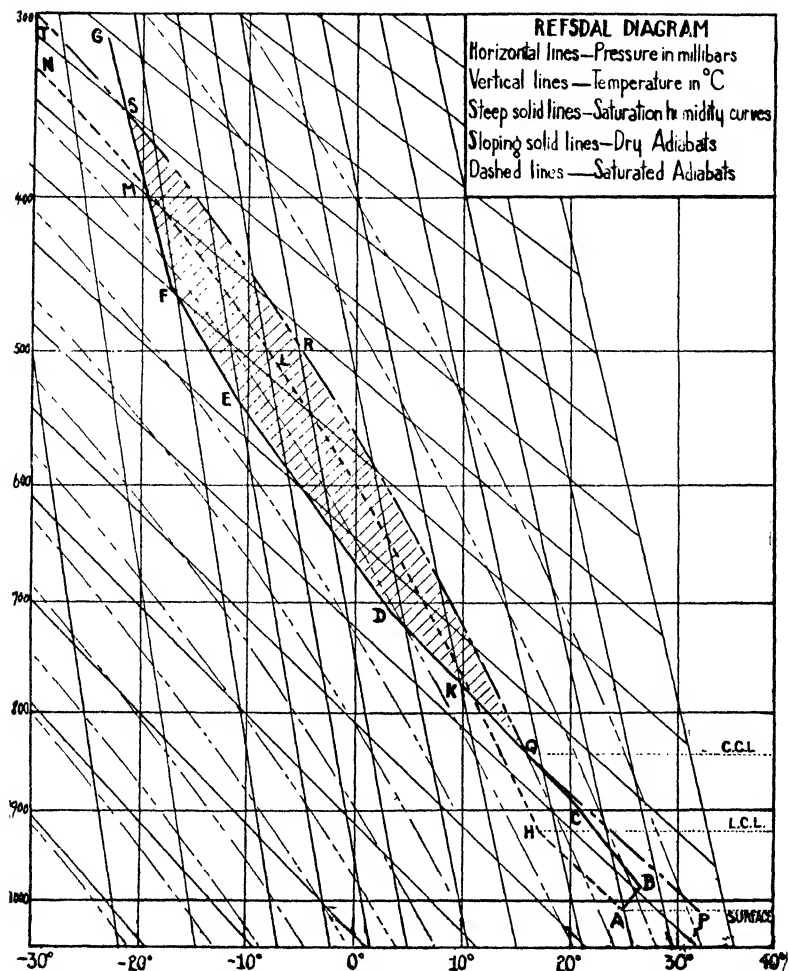 300
T
G
REFSDAL DIAGRAM
Horizontal lines—Pressure in millibars
N
Vertical lines—Temperature in °C
S
Steep solid lines—Saturation humidity curves
Sloping solid lines—Dry Adiabats
Dashed lines—Saturated Adiabats
M
400
F
500
R
L
E
600
700
D
K
800
Q
C.C.L.
900
C
H
L.C.L.
B
1000
A
P
SURFACE
-30° -20° -10° 0° 10° 20° 30° 40°